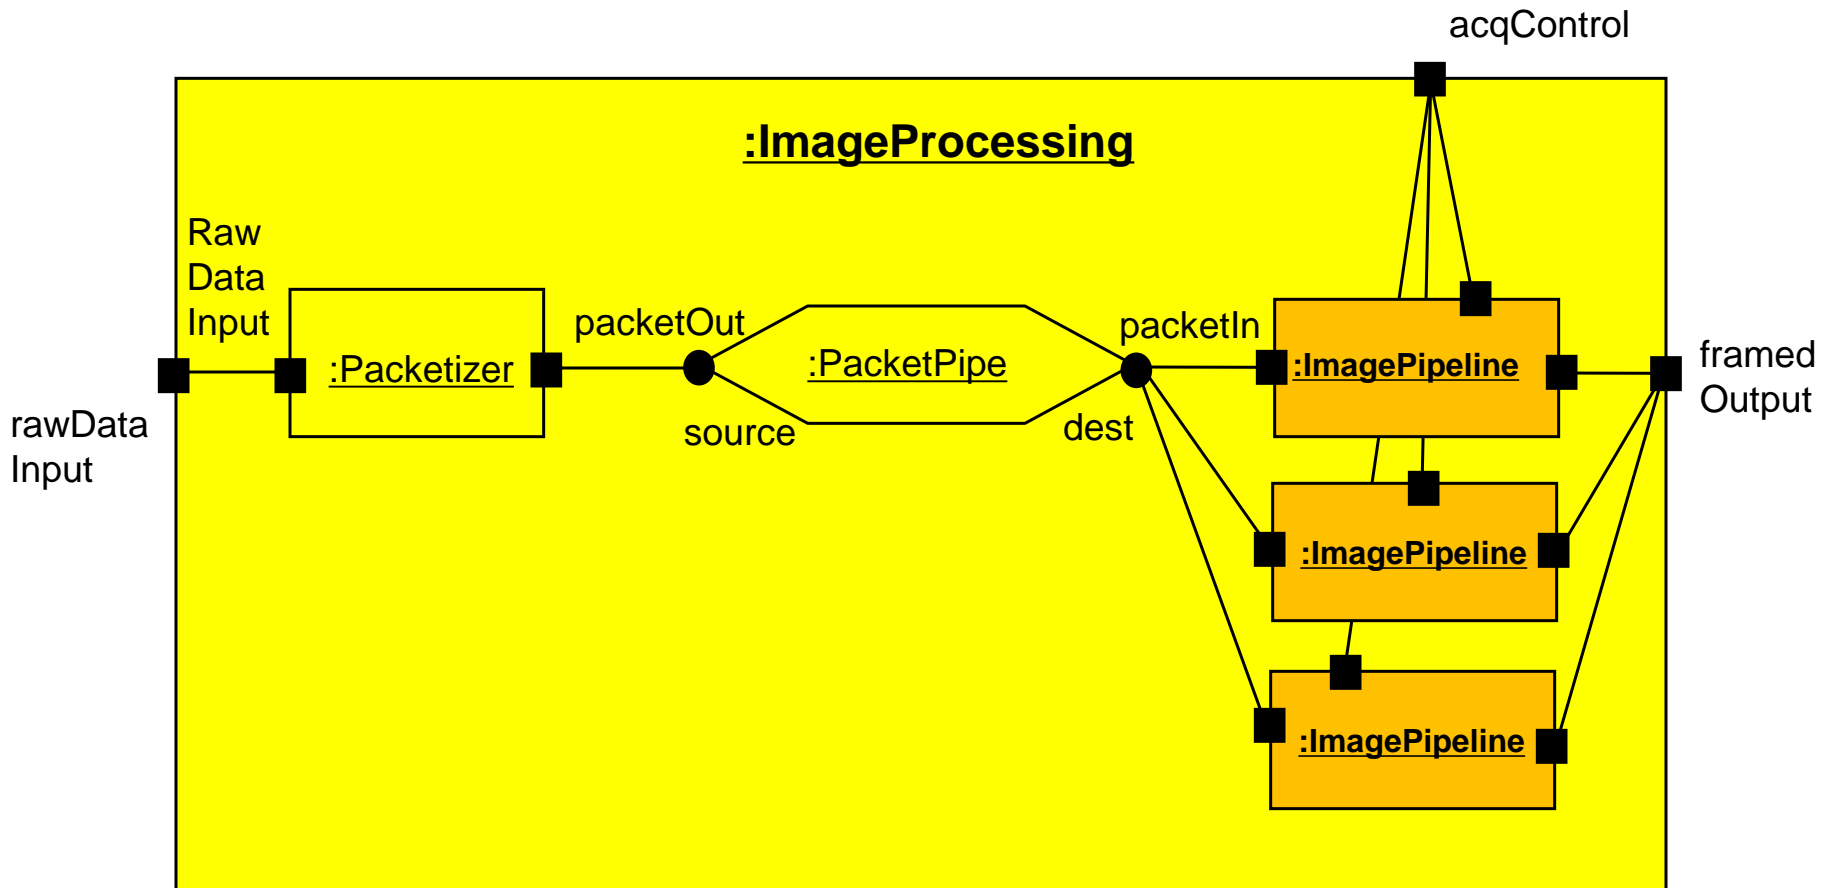 acqControl
:ImageProcessing
Raw
Data
Input
packetOut
packetIn
:Packetizer
:PacketPipe
:ImagePipeline
framed
Output
rawData
Input
source
dest
:ImagePipeline
:ImagePipeline